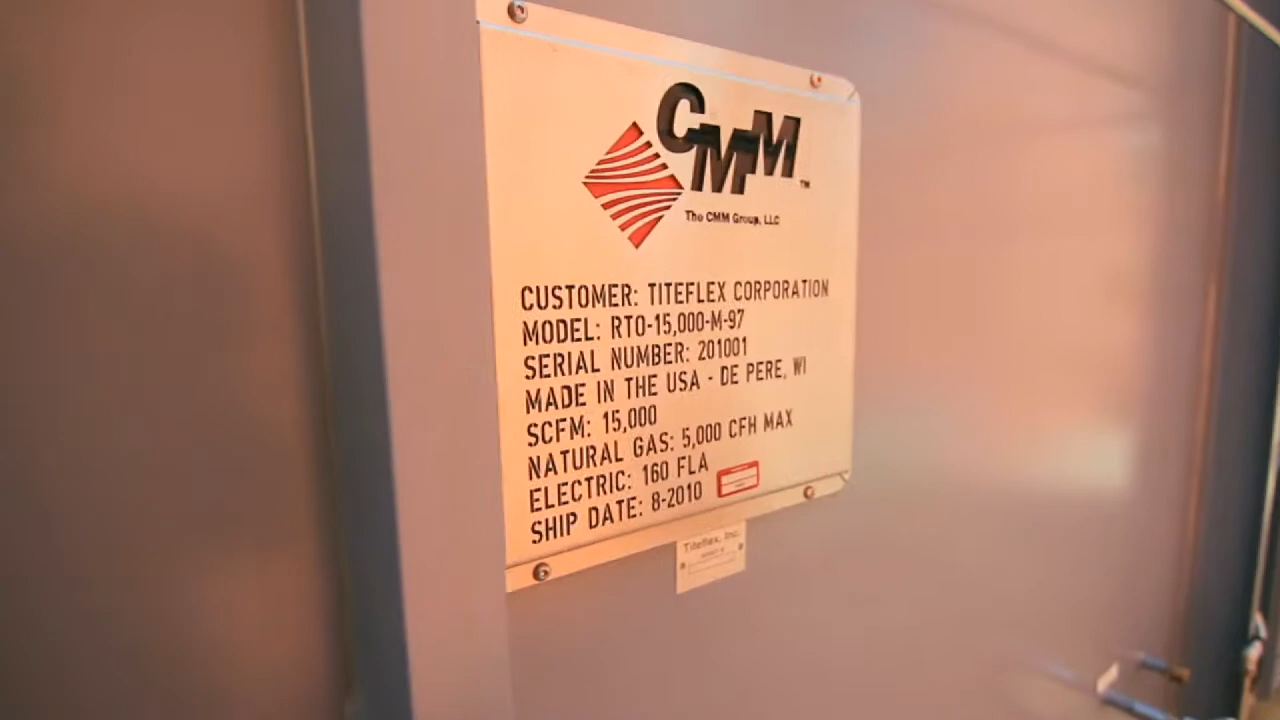 CMM™
The CMM Group, LLC
CUSTOMER: TITEFLEX CORPORATION
MODEL: RTO-15,000-M-97
SERIAL NUMBER: 201001
MADE IN THE USA - DE PERE, WI
SCFM: 15,000
NATURAL GAS: 5,000 CFH MAX
ELECTRIC: 160 FLA
SHIP DATE: 8-2010
Titeflex, Inc.